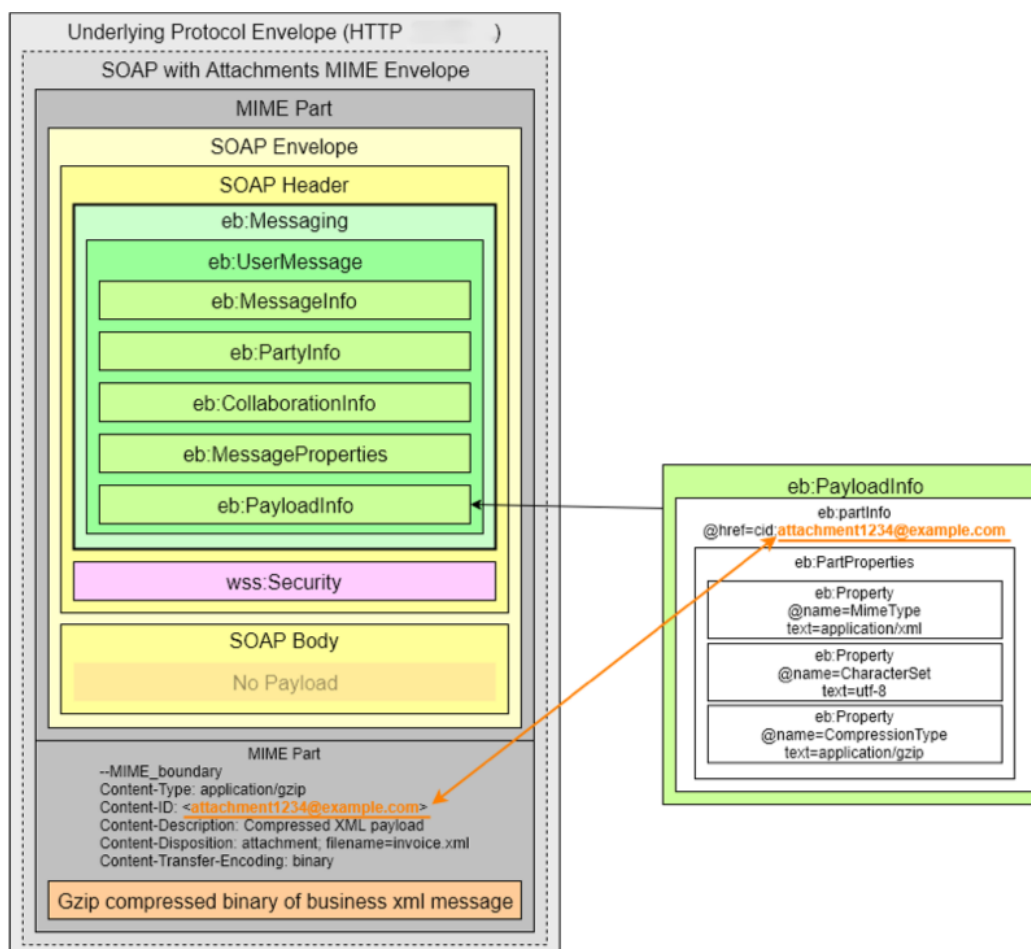 Underlying Protocol Envelope (HTTP )
SOAP with Attachments MIME Envelope
MIME Part
SOAP Envelope
SOAP Header
eb:Messaging
eb:UserMessage
eb:MessageInfo
eb:PartyInfo
eb:CollaborationInfo
eb:MessageProperties
eb:PayloadInfo
wss:Security
SOAP Body
No Payload
MIME Part
--MIME_boundary
Content-Type: application/gzip
Content-ID: <attachment1234@example.com>
Content-Description: Compressed XML payload
Content-Disposition: attachment; filename=invoice.xml
Content-Transfer-Encoding: binary
Gzip compressed binary of business xml message
eb:PayloadInfo
eb:partInfo
@href=cid:attachment1234@example.com
eb:PartProperties
eb:Property
@name=MimeType
text=application/xml
eb:Property
@name=CharacterSet
text=utf-8
eb:Property
@name=CompressionType
text=application/gzip